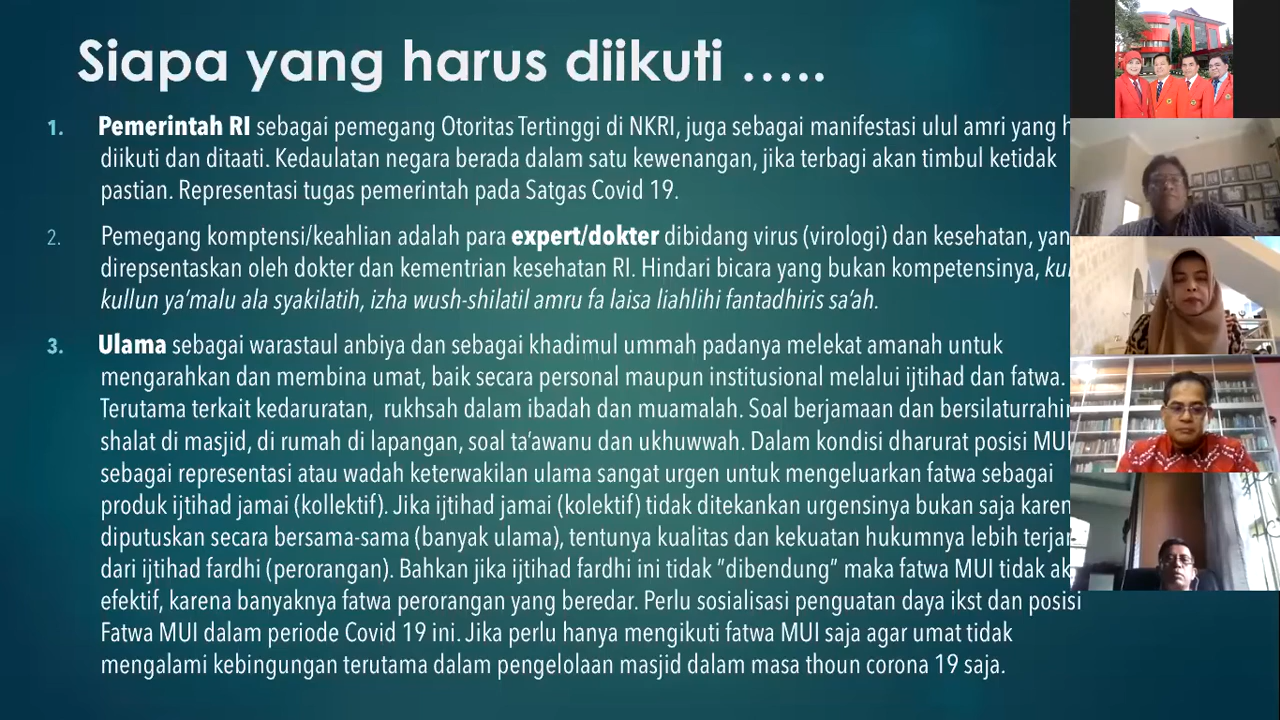 Siapa yang harus diikuti .....
1. Pemerintah RI sebagai pemegang Otoritas Tertinggi di NKRI, juga sebagai manifestasi ulul amri yang
diikuti dan ditaati. Kedaulatan negara berada dalam satu kewenangan, jika terbagi akan timbul ketidak
pastian. Representasi tugas pemerintah pada Satgas Covid 19.
2. Pemegang komptensi/keahlian adalah para expert/dokter dibidang virus (virologi) dan kesehatan,
direpsentaskan oleh dokter dan kementrian kesehatan RI. Hindari bicara yang bukan kompetensinya,
kullun ya'malu ala syakilatih, izha wush-shilatil amru fa laisa liahlihi fantadhiris sa'ah.
3. Ulama sebagai warastaul anbiya dan sebagai khadimul ummah padanya melekat amanah untuk
mengarahkan dan membina umat, baik secara personal maupun institusional melalui ijtihad dan fatwa.
Terutama terkait kedaruratan, rukhsah dalam ibadah dan muamalah. Soal berjamaan dan
shalat di masjid, di rumah di lapangan, soal ta'awanu dan ukhuwwah. Dalam kondisi dharurat posisi MUI
sebagai representasi atau wadah keterwakilan ulama sangat urgen untuk mengeluarkan fatwa sebagai
produk ijtihad jamai (kollektif). Jika ijtihad jamai (kolektif) tidak ditekankan urgensinya bukan saja
diputuskan secara bersama-sama (banyak ulama), tentunya kualitas dan kekuatan hukumnya lebih
dari ijtihad fardhi (perorangan). Bahkan jika ijtihad fardhi ini tidak "dibendung" maka fatwa MUI tidak
efektif, karena banyaknya fatwa perorangan yang beredar. Perlu sosialisasi penguatan daya ikst dan posisi
Fatwa MUI dalam periode Covid 19 ini. Jika perlu hanya mengikuti fatwa MUI saja agar umat tidak
mengalami kebingungan terutama dalam pengelolaan masjid dalam masa thoun corona 19 saja.